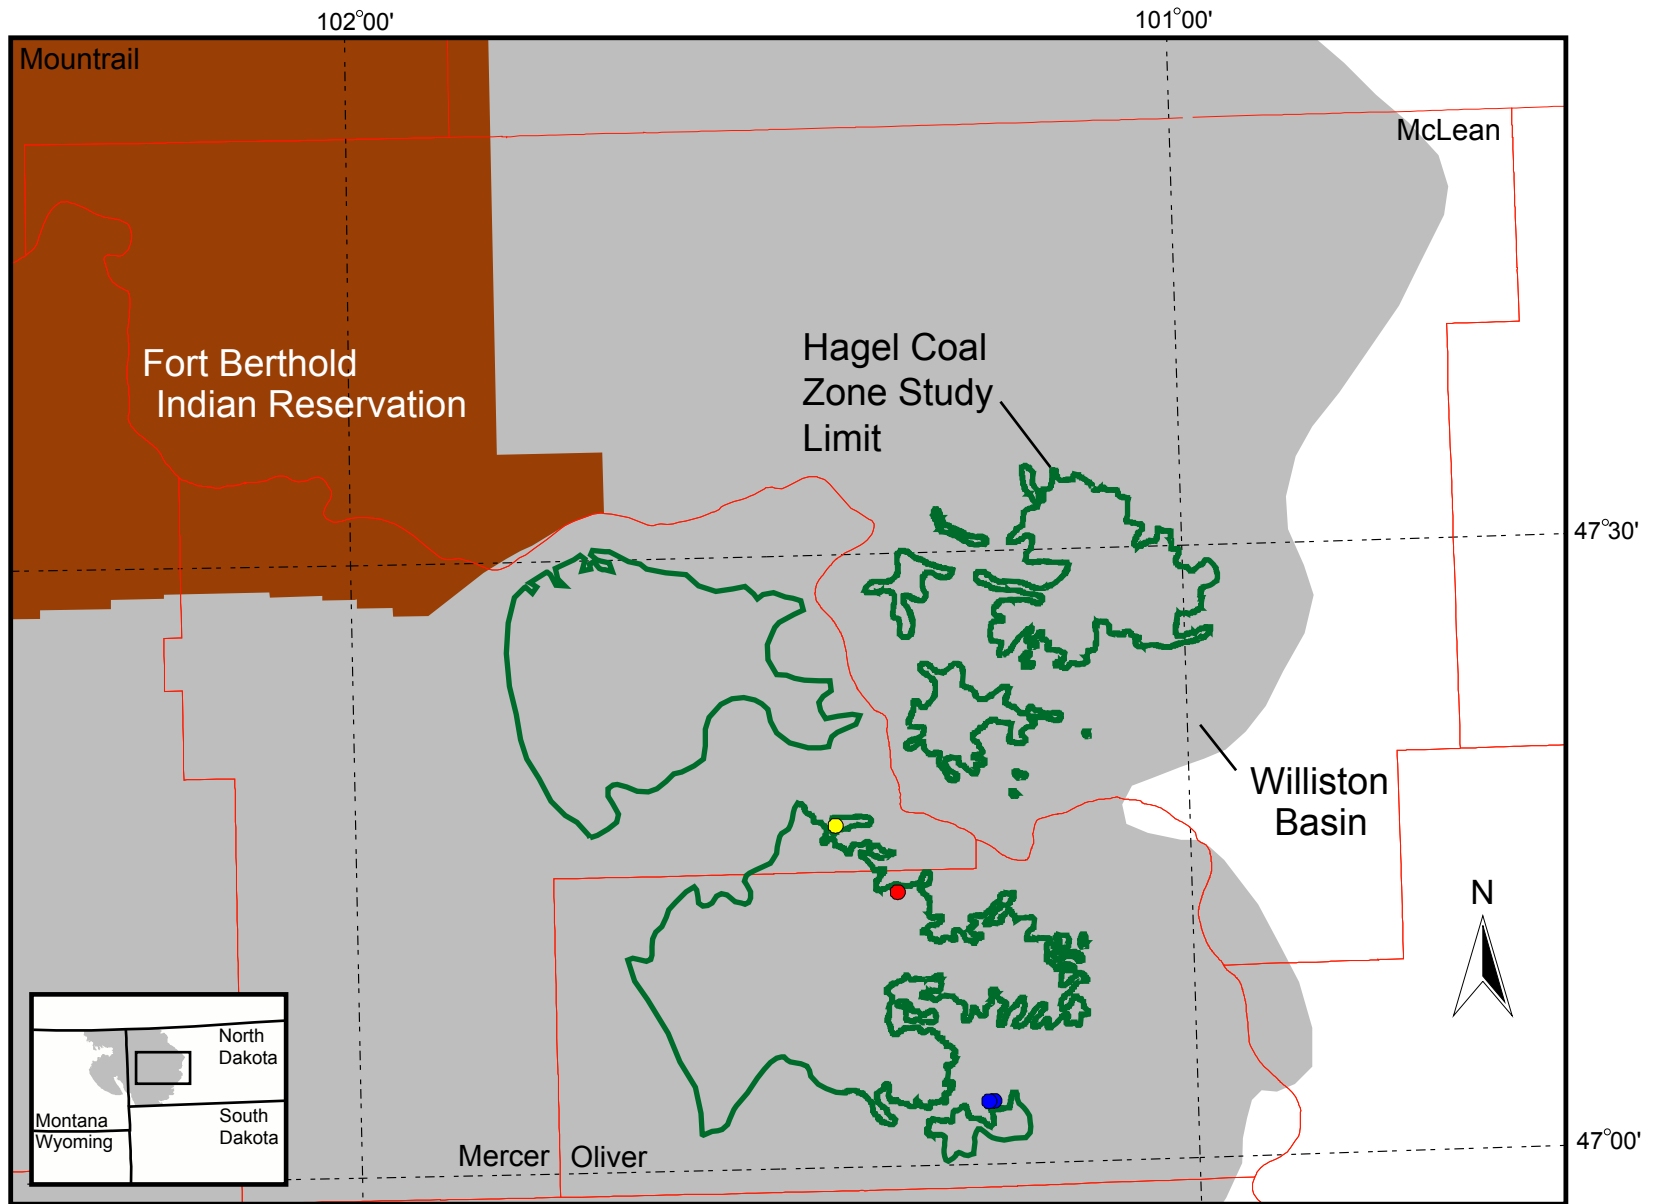 102°00'
101°00'
Mountrail
McLean
Fort Berthold
Indian Reservation
Hagel Coal
Zone Study
Limit
47°30'
Williston
Basin
N
North
Dakota
South
Dakota
Montana
Wyoming
Mercer
Oliver
47°00'